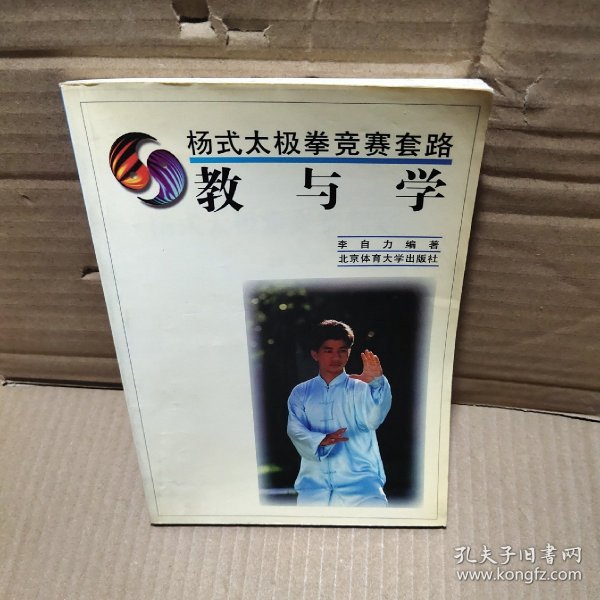 杨式太极拳竞赛套路
教与学
李自力编著
北京体育大学出版社
孔夫子旧书网
www.kongfz.com